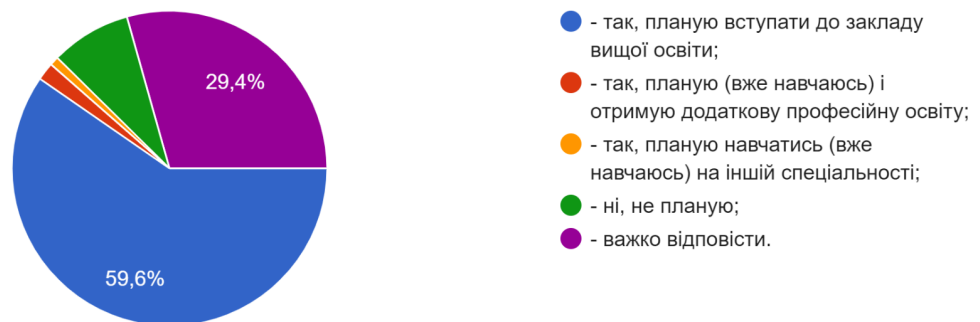 29,4%
59,6%
- так, планую вступати до закладу
вищої освіти;
- так, планую (вже навчаюсь) і
отримую додаткову професійну освіту;
- так, планую навчатись (вже
навчаюсь) на іншій спеціальності;
- ні, не планую;
- важко відповісти.